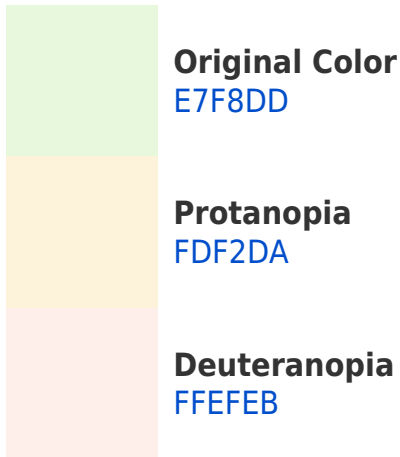 Original Color
E7F8DD
Protanopia
FDF2DA
Deuteranopia
FFEFEB